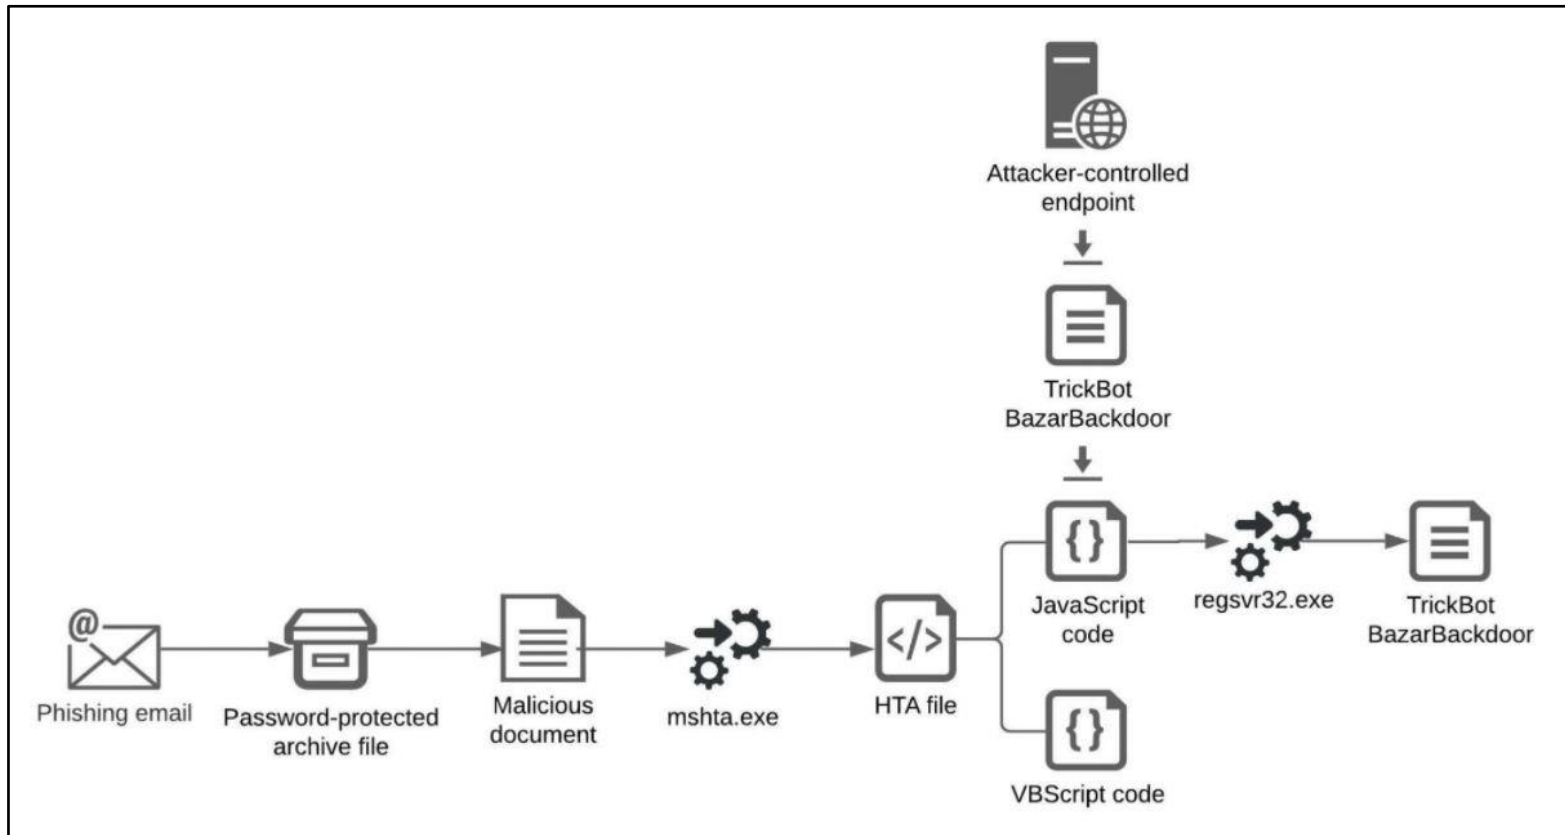 Attacker-controlled
endpoint
TrickBot
BazarBackdoor
JavaScript
code
regsvr32.exe
TrickBot
BazarBackdoor
@
Phishing email
Password-protected
archive file
Malicious
document
mshta.exe
</>
HTA file
{}
{}
VBScript code